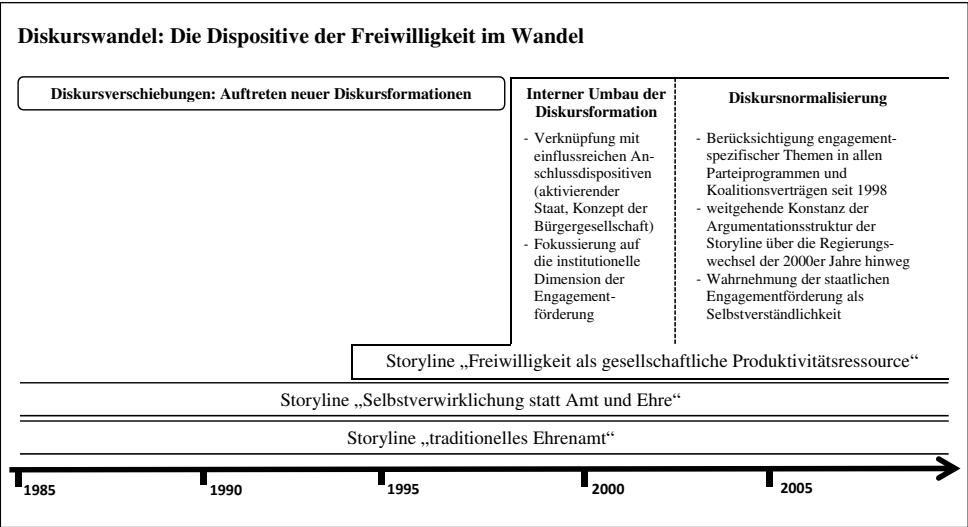 Diskurswandel: Die Dispositive der Freiwilligkeit im Wandel
Diskursverschiebungen: Auftreten neuer Diskursformationen
Interner Umbau der
Diskursformation
- Verknüpfung mit
einflussreichen An-
schlussdispositiven
(aktivierender
Staat, Konzept der
Bürgergesellschaft)
- Fokussierung auf
die institutionelle
Dimension der
Engagement-
förderung
Diskursnormalisierung
- Berücksichtigung engagement-
spezifischer Themen in allen
Parteiprogrammen und
Koalitionsverträgen seit 1998
- weitgehende Konstanz der
Argumentationsstruktur der
Storyline über die Regierungs-
wechsel der 2000er Jahre hinweg
- Wahrnehmung der staatlichen
Engagementförderung als
Selbstverständlichkeit
Storyline „Freiwilligkeit als gesellschaftliche Produktivitätsressource“
Storyline „Selbstverwirklichung statt Amt und Ehre“
Storyline „traditionelles Ehrenamt“
1985 1990 1995 2000 2005